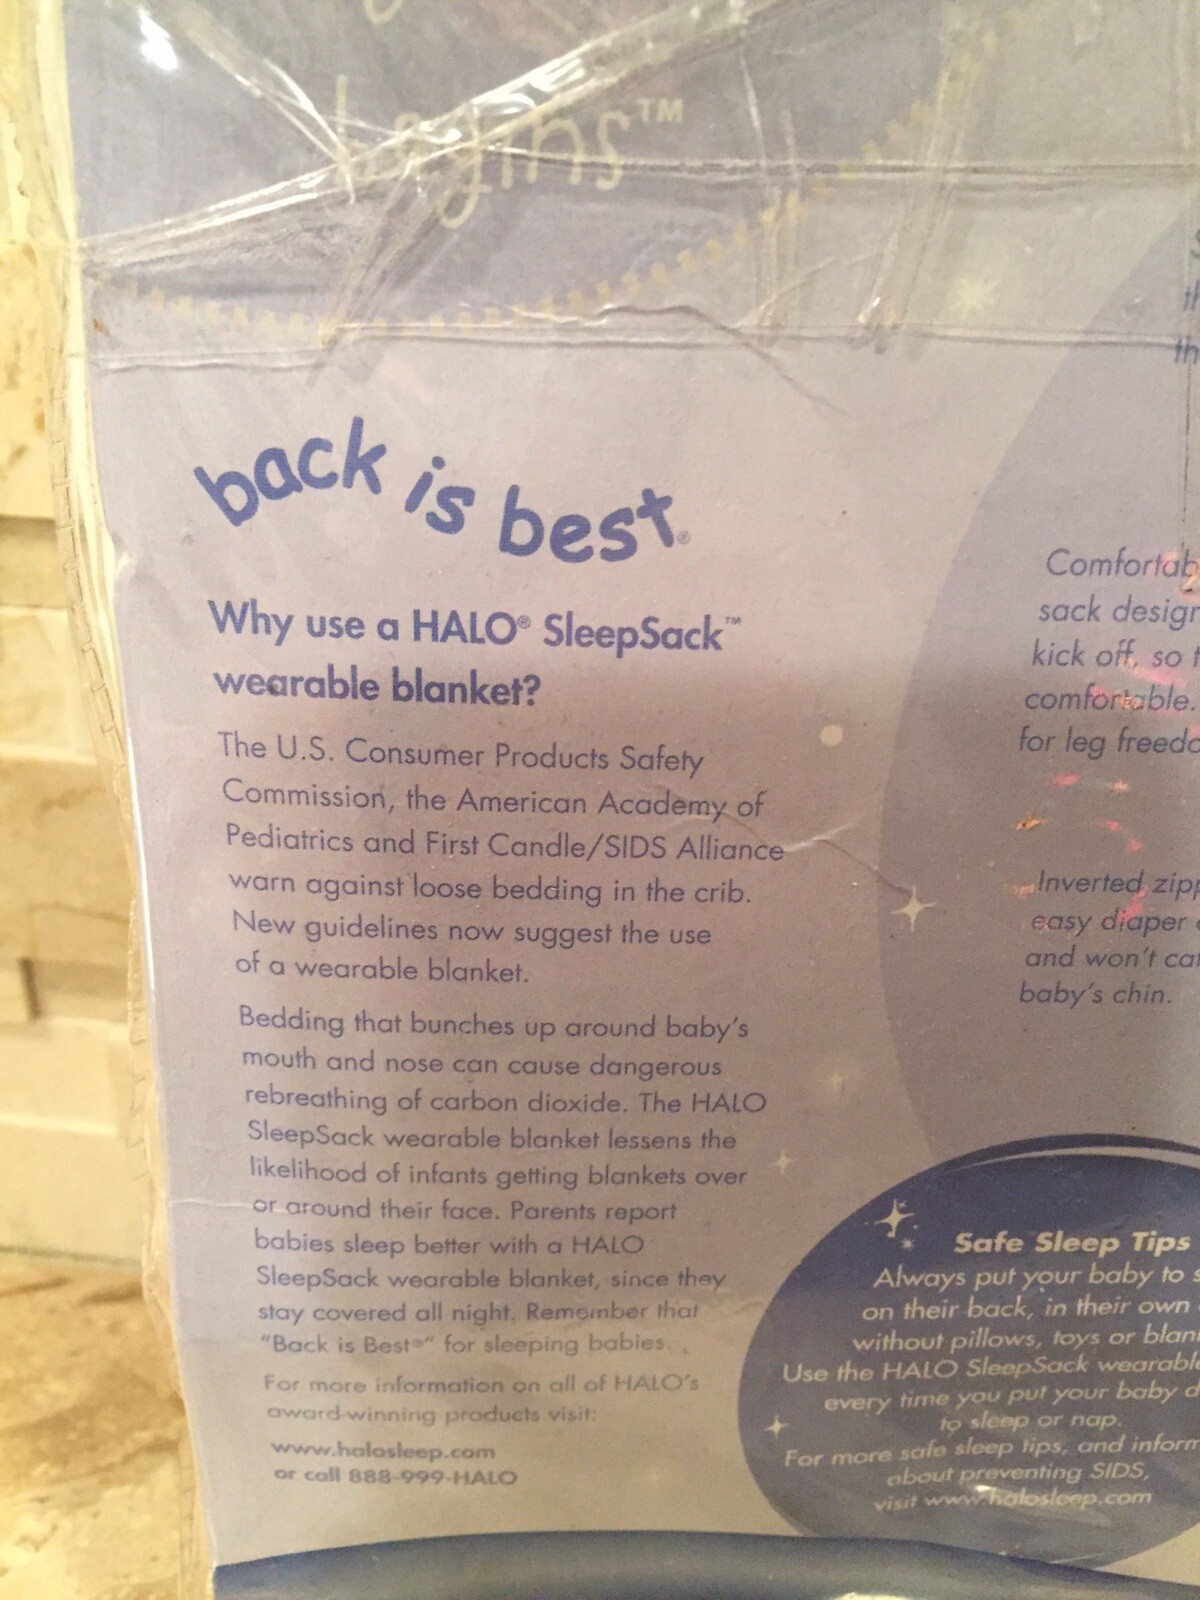 begins™
back is best®
Why use a HALO® SleepSack™
wearable blanket?
The U.S. Consumer Products Safety
Commission, the American Academy of
Pediatrics and First Candle/SIDS Alliance
warn against loose bedding in the crib.
New guidelines now suggest the use
of a wearable blanket.
Bedding that bunches up around baby's
mouth and nose can cause dangerous
rebreathing of carbon dioxide. The HALO
SleepSack wearable blanket lessens the
likelihood of infants getting blankets over
or around their face. Parents report
babies sleep better with a HALO
SleepSack wearable blanket, since they
stay covered all night. Remember that
"Back is Best®" for sleeping babies.
For more information on all of HALO's
award-winning products visit:
www.halosleep.com
or call 888-999-HALO
Comfortab
sack design
kick off, so
comfortable.
for leg freedo
Inverted zipp
easy diaper
and won't cat
baby's chin.
Safe Sleep Tips
Always put your baby to s
on their back, in their own
without pillows, toys or blan
Use the HALO SleepSack wearable
every time you put your baby d
to sleep or nap.
For more safe sleep tips, and inform
about preventing SIDS,
visit www.halosleep.com